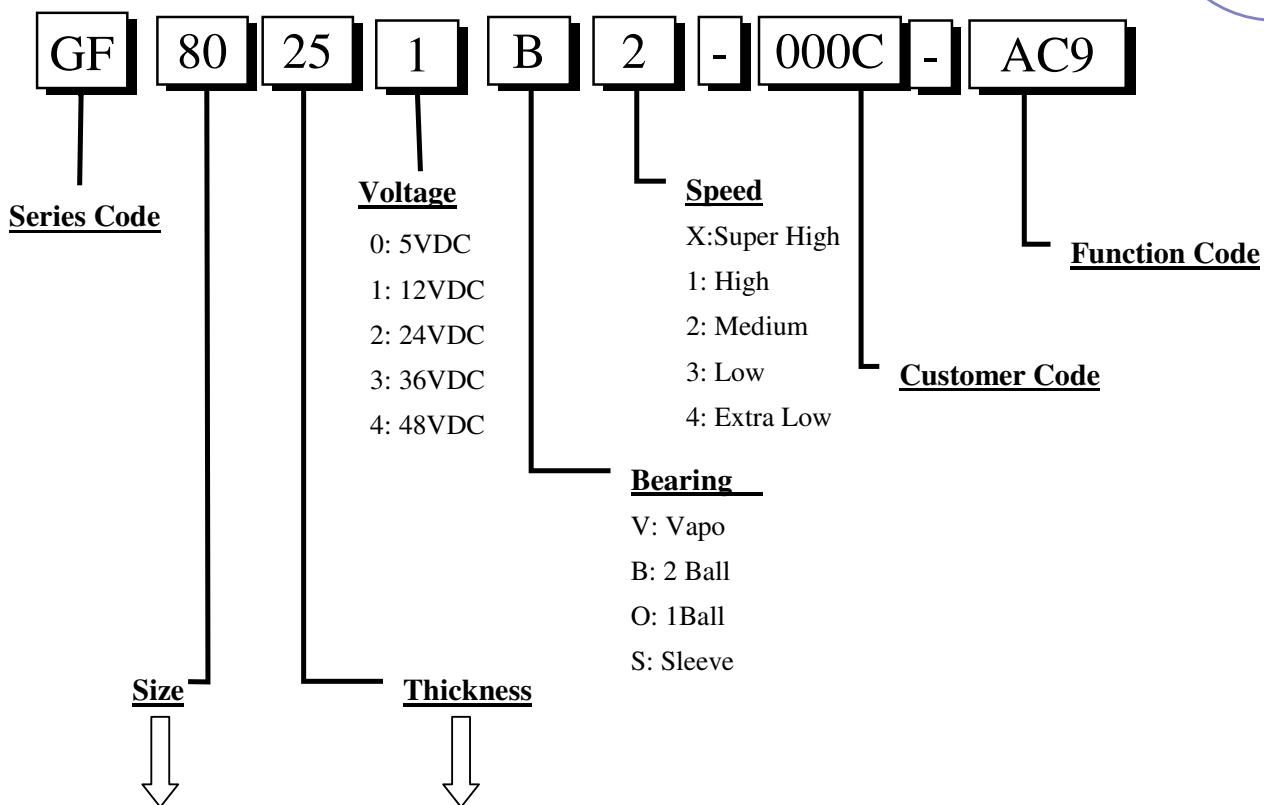 GF 80 25 1 B 2 - 000C - AC9
Series Code
Voltage
0: 5VDC
1: 12VDC
2: 24VDC
3: 36VDC
4: 48VDC
Speed
X:Super High
1: High
2: Medium
3: Low
4: Extra Low
Function Code
Customer Code
Bearing
V: Vapo
B: 2 Ball
O: 1Ball
S: Sleeve
Size
Thickness